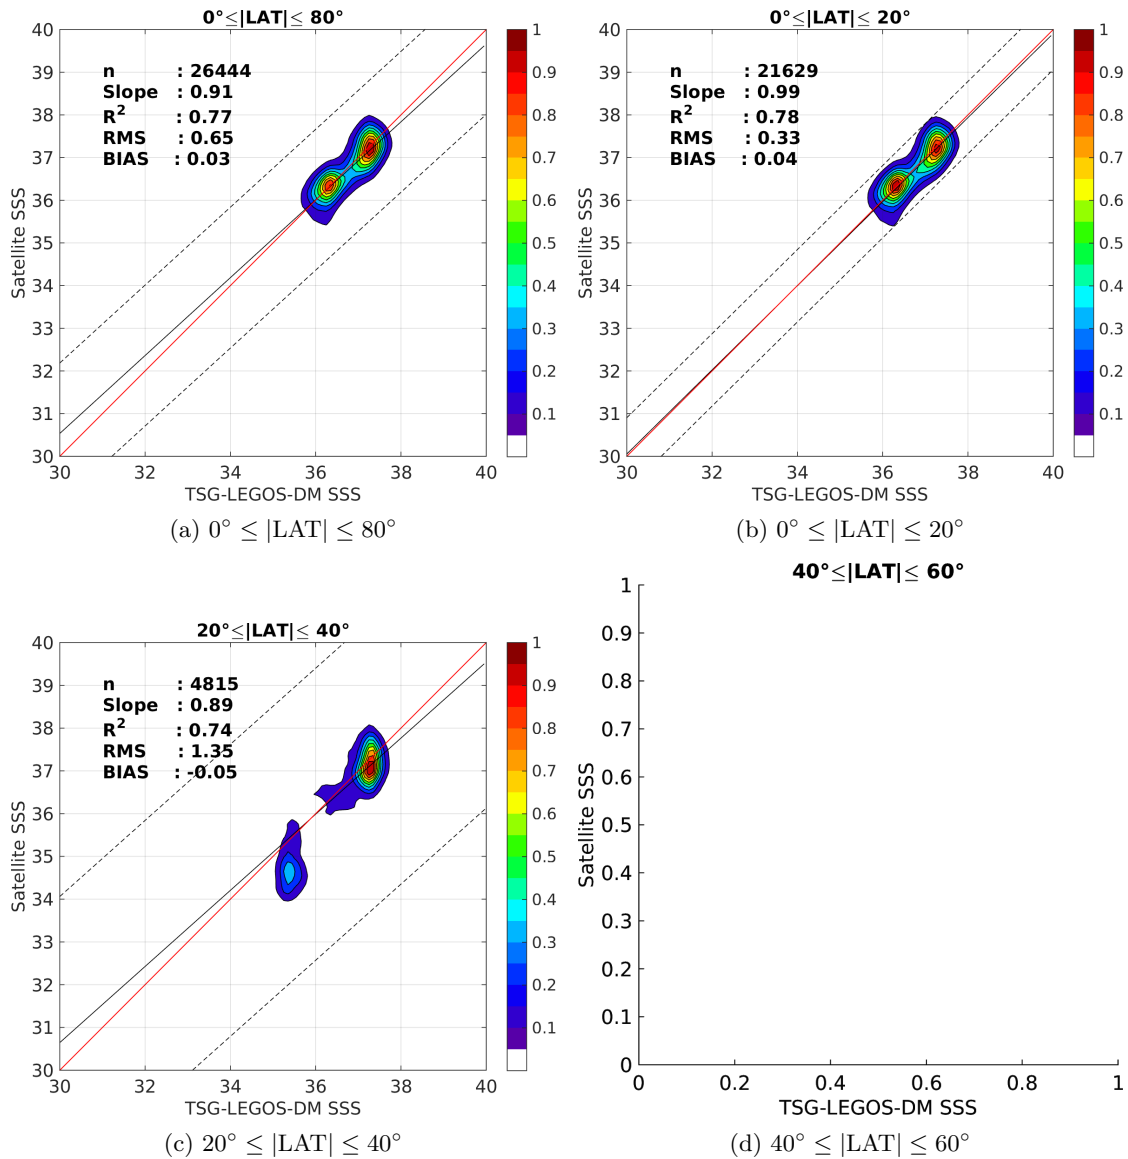 0°≤|LAT|≤ 80°
n : 26444
Slope : 0.91
R² : 0.77
RMS : 0.65
BIAS : 0.03
40
39
38
37
36
35
34
33
32
31
30
30 32 34 36 38 40
Satellite SSS
TSG-LEGOS-DM SSS
1
0.9
0.8
0.7
0.6
0.5
0.4
0.3
0.2
0.1
(a) 0° ≤ |LAT| ≤ 80°
0°≤|LAT|≤ 20°
n : 21629
Slope : 0.99
R² : 0.78
RMS : 0.33
BIAS : 0.04
40
39
38
37
36
35
34
33
32
31
30
30 32 34 36 38 40
Satellite SSS
TSG-LEGOS-DM SSS
1
0.9
0.8
0.7
0.6
0.5
0.4
0.3
0.2
0.1
(b) 0° ≤ |LAT| ≤ 20°
20°≤|LAT|≤ 40°
n : 4815
Slope : 0.89
R² : 0.74
RMS : 1.35
BIAS : -0.05
40
39
38
37
36
35
34
33
32
31
30
30 32 34 36 38 40
Satellite SSS
TSG-LEGOS-DM SSS
1
0.9
0.8
0.7
0.6
0.5
0.4
0.3
0.2
0.1
(c) 20° ≤ |LAT| ≤ 40°
40°≤|LAT|≤ 60°
1
0.9
0.8
0.7
0.6
0.5
0.4
0.3
0.2
0.1
0
0 0.2 0.4 0.6 0.8 1
Satellite SSS
TSG-LEGOS-DM SSS
(d) 40° ≤ |LAT| ≤ 60°